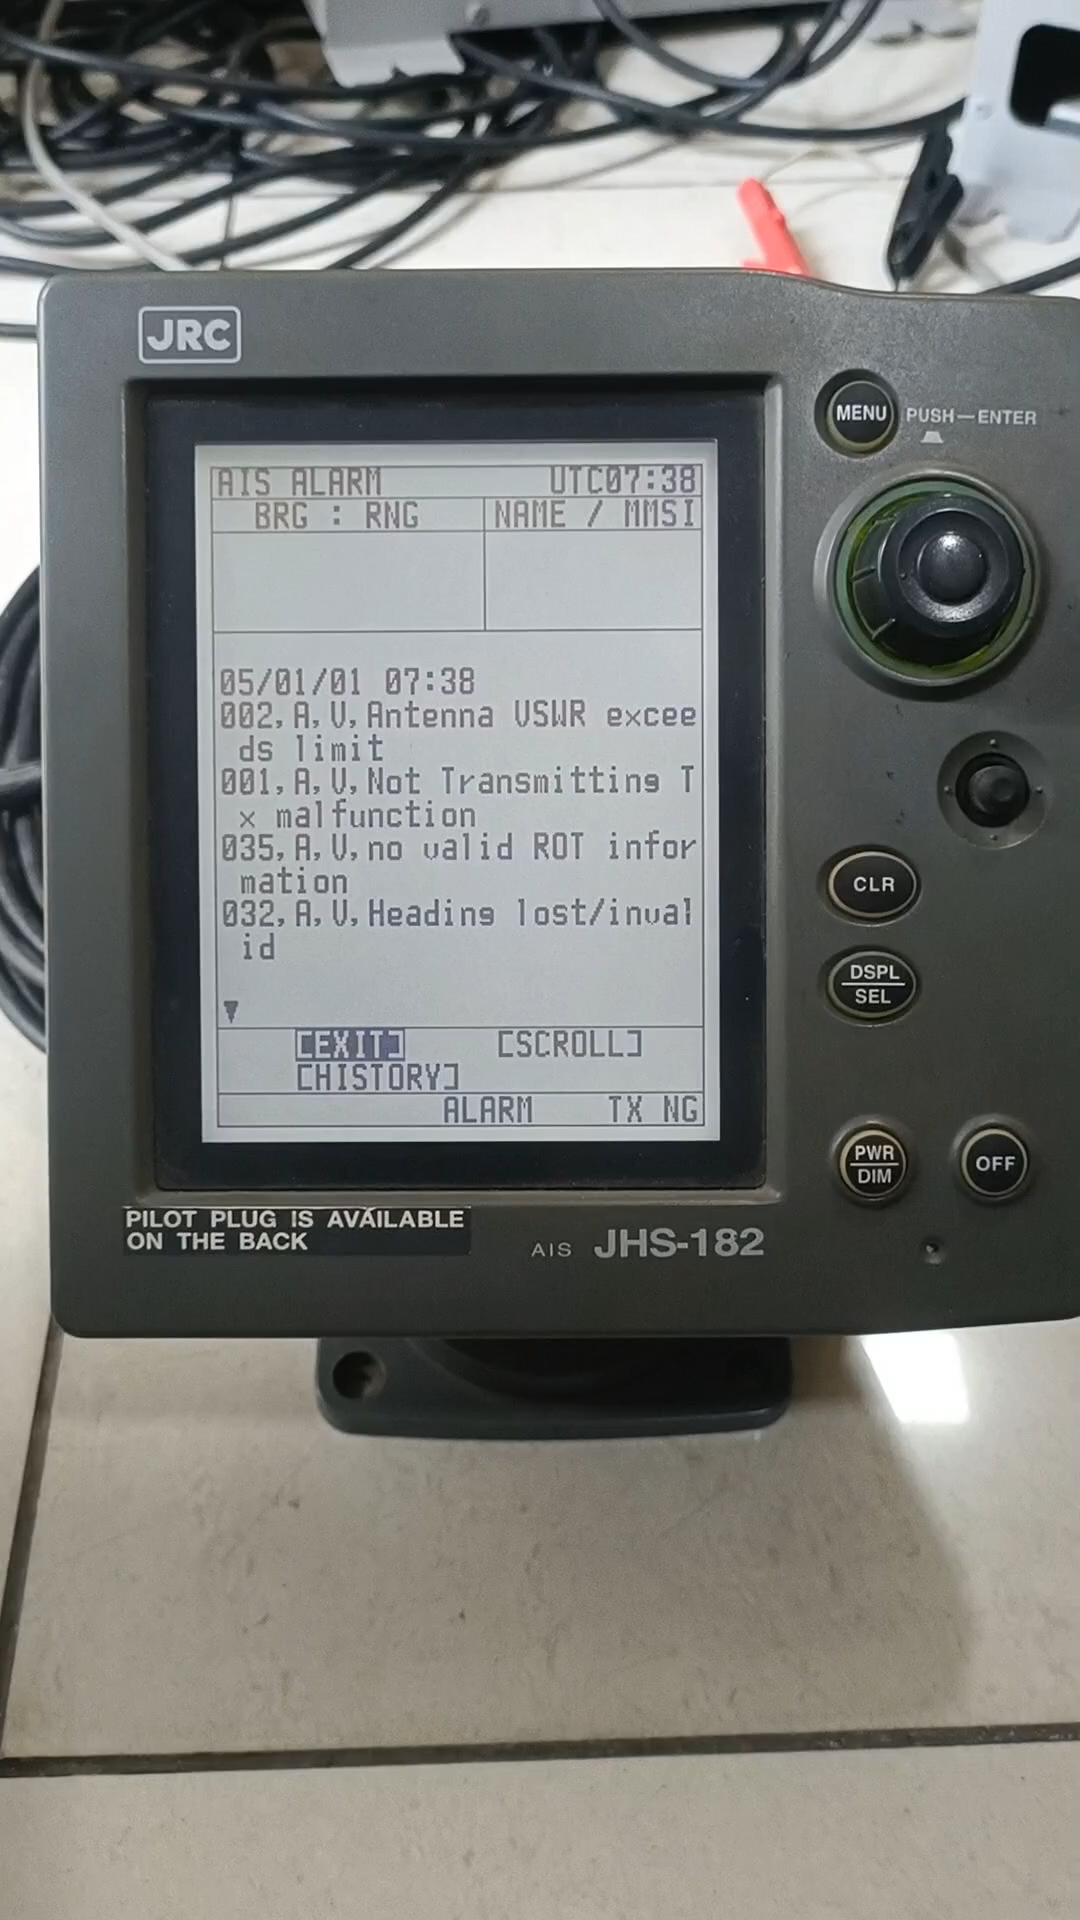 JRC
MENU PUSH—ENTER
AIS ALARM UTC07:38
BRG : RNG NAME / MMSI
05/01/01 07:38
002,A,V,Antenna VSWR excee
ds limit
001,A,V,Not Transmitting T
x malfunction
035,A,V,no valid ROT infor
mation
032,A,V,Heading lost/inval
id
[EXIT] [SCROLL]
[HISTORY]
ALARM TX NG
CLR
DSPL
SEL
PWR
DIM
OFF
PILOT PLUG IS AVAILABLE
ON THE BACK
AIS JHS-182